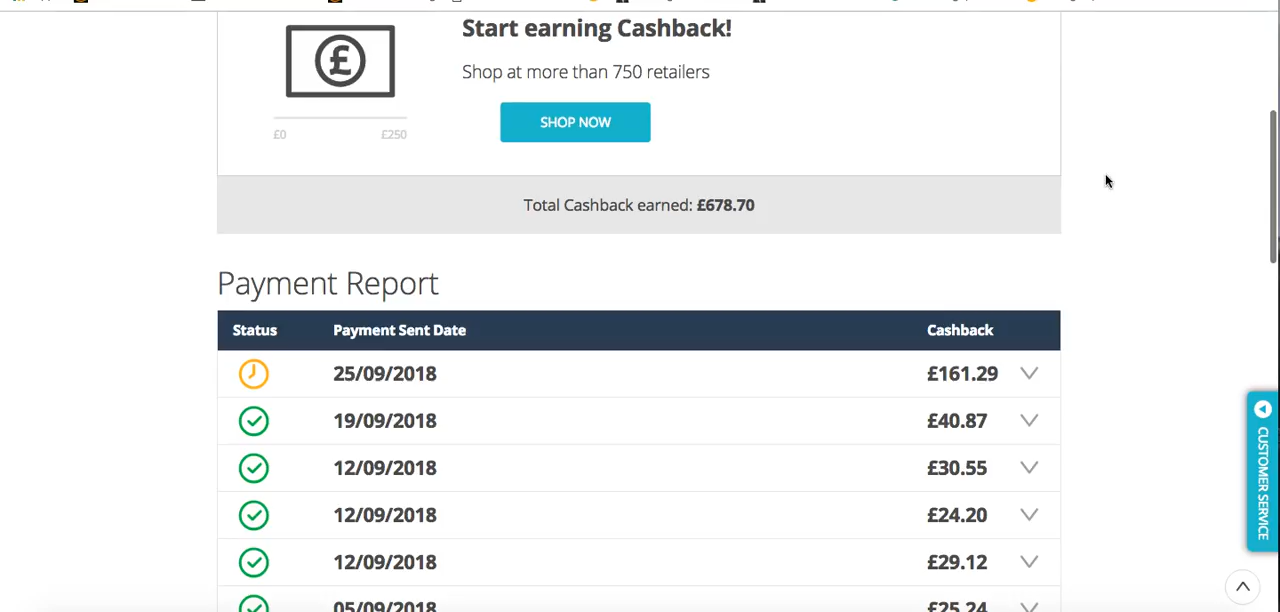 Start earning Cashback!
£
Shop at more than 750 retailers
SHOP NOW
£0 £250
Total Cashback earned: £678.70
Payment Report
Status Payment Sent Date Cashback
25/09/2018 £161.29
19/09/2018 £40.87
12/09/2018 £30.55
12/09/2018 £24.20
12/09/2018 £29.12
05/09/2018 £25.24
CUSTOMER SERVICE